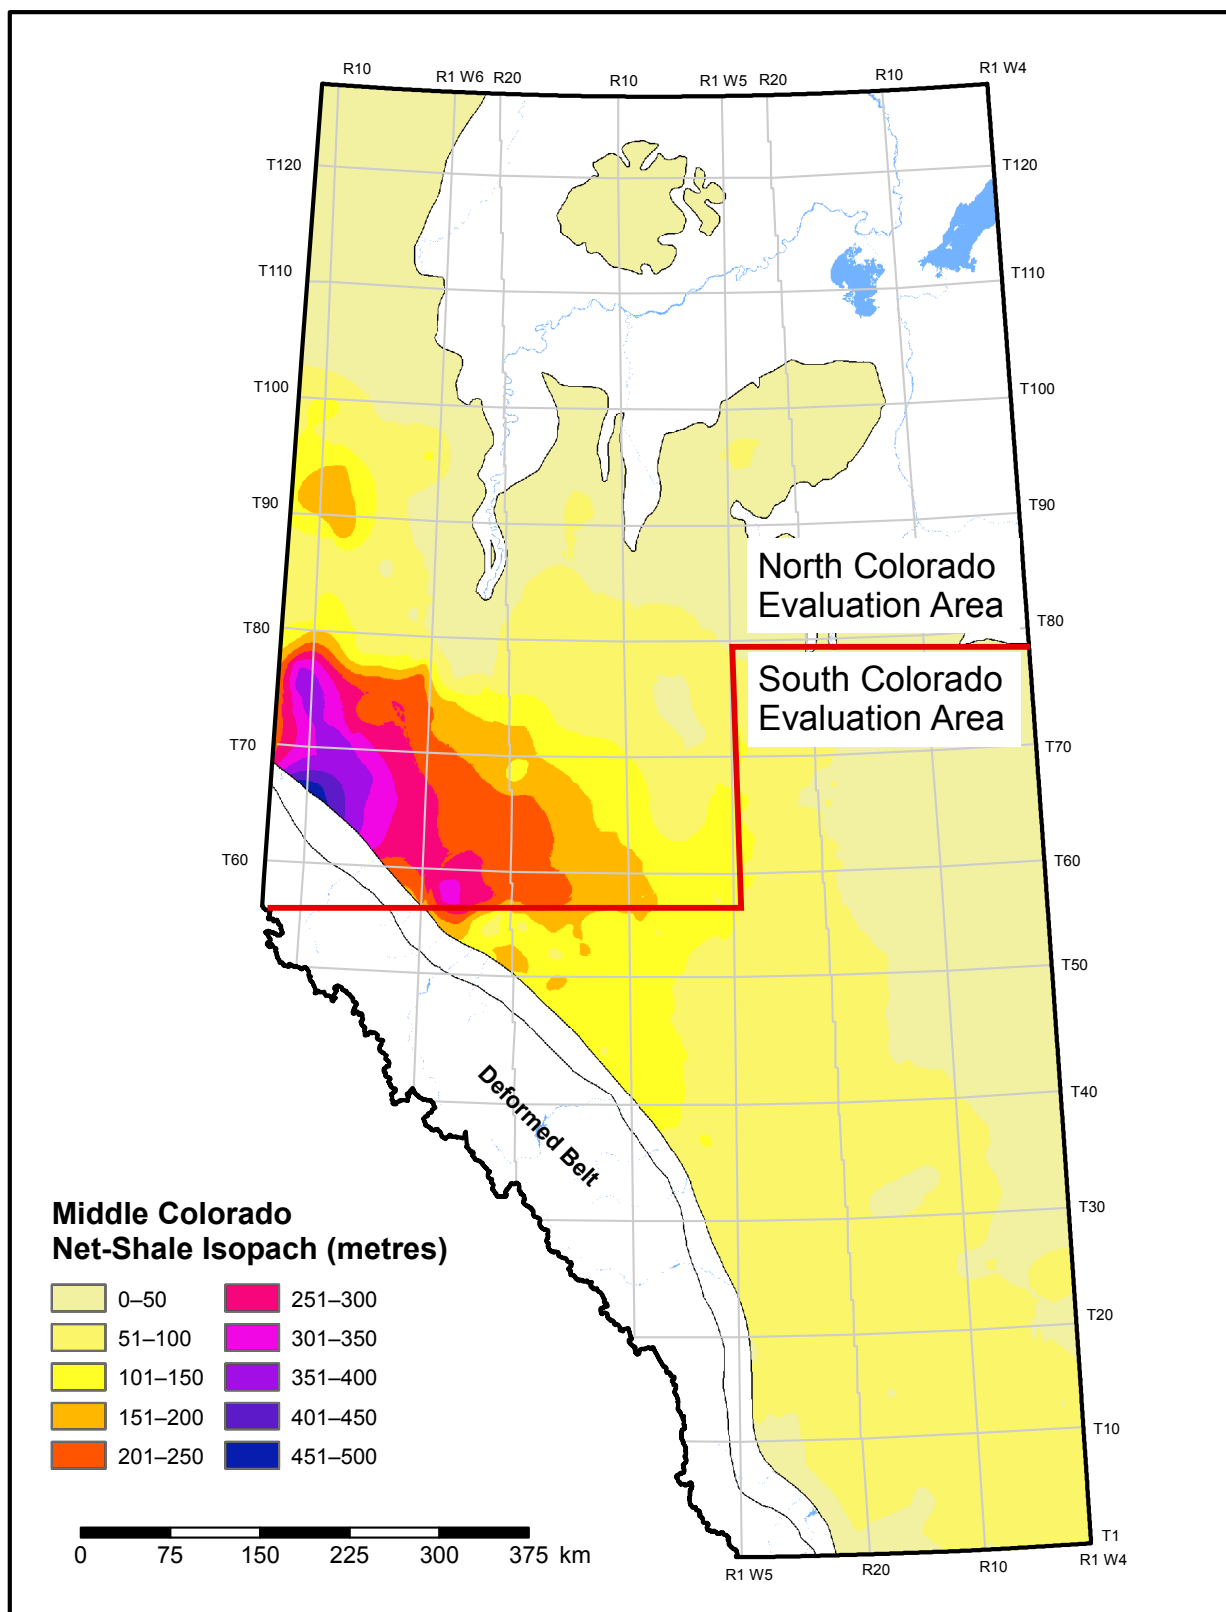 R10 R1 W6 R20 R10 R1 W5 R20 R10 R1 W4
T120 T120
T110 T110
T100 T100
T90 T90
North Colorado
Evaluation Area
T80 T80
South Colorado
Evaluation Area
T70 T70
T60 T60
T50
Deformed Belt
T40
T30
T20
T10
T1
R1 W5 R20 R10 R1 W4
Middle Colorado
Net-Shale Isopach (metres)
0–50 251–300
51–100 301–350
101–150 351–400
151–200 401–450
201–250 451–500
0 75 150 225 300 375 km